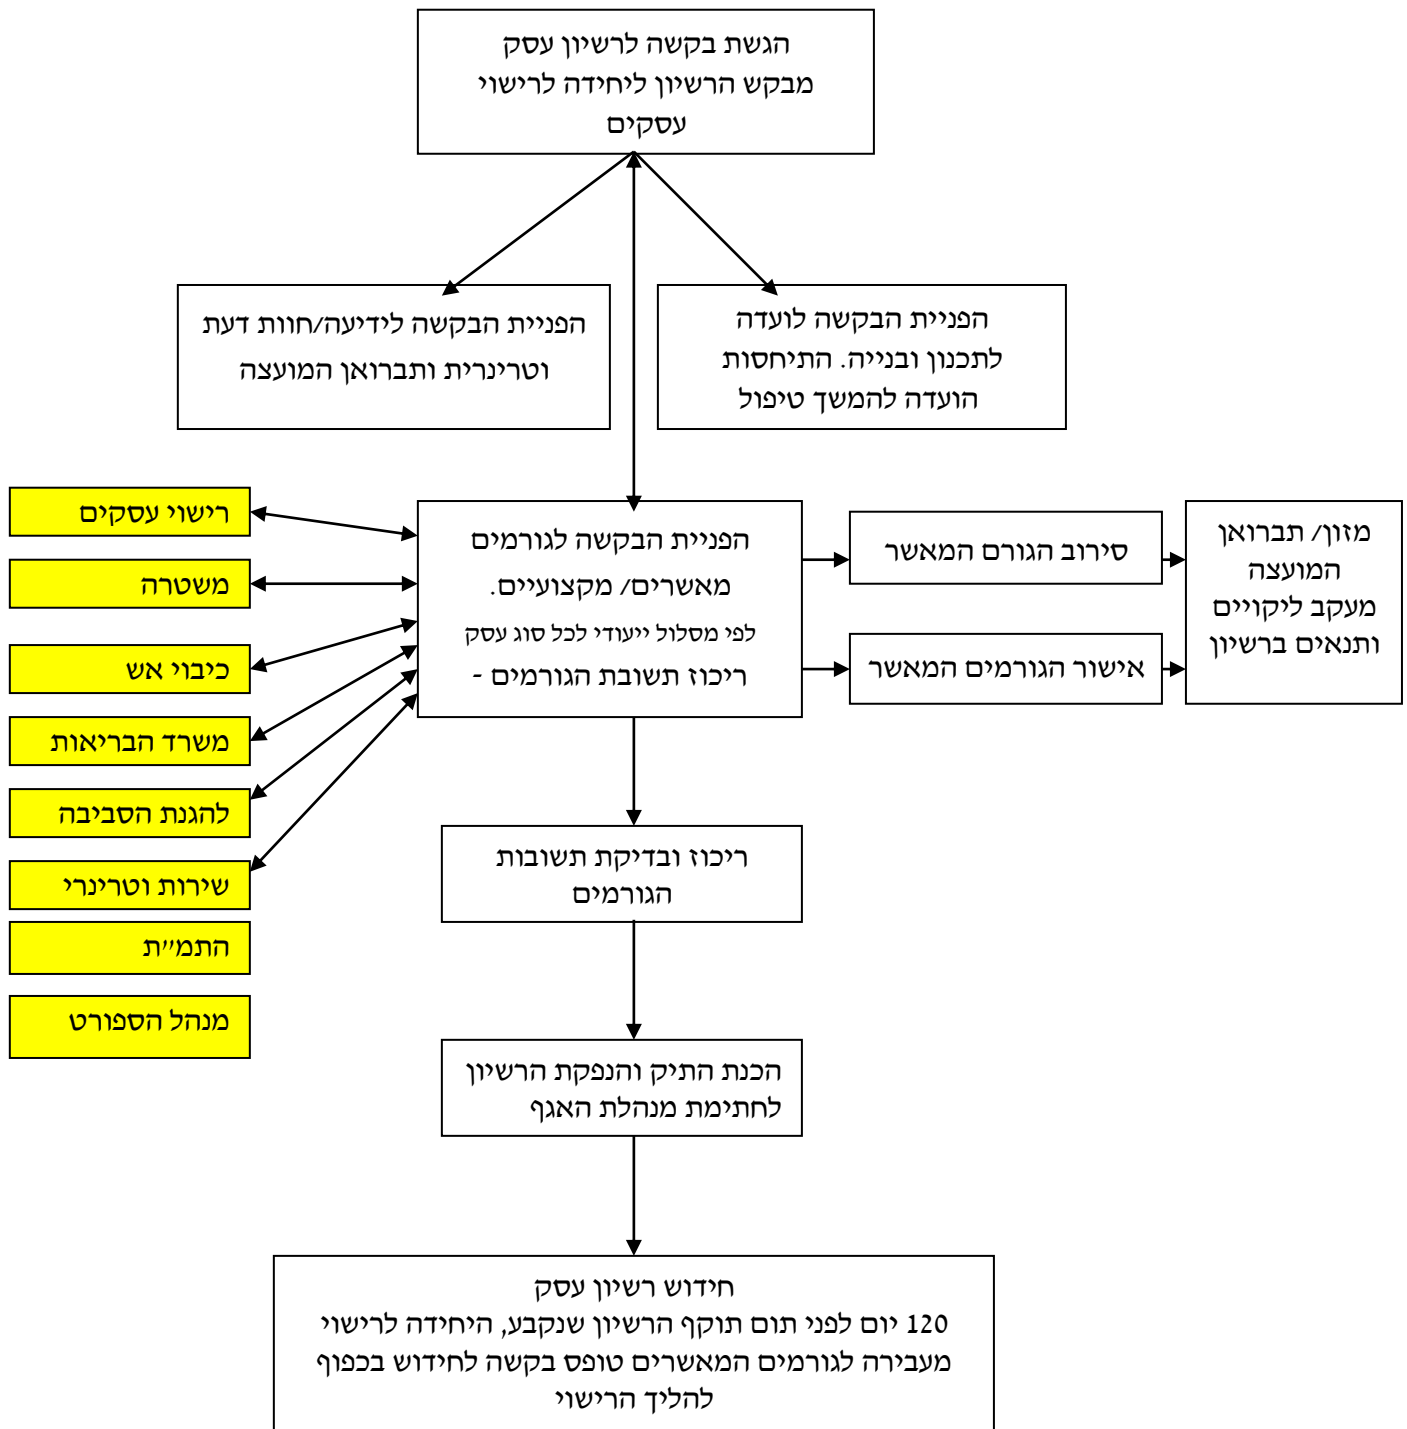 הגשת בקשה לרשיון עסק
מבקש הרשיון ליחידה לרישוי
עסקים
הפניית הבקשה לועדה
לתכנון ובנייה. התיחסות
הועדה להמשך טיפול
הפניית הבקשה לידיעה/חוות דעת
וטרינרית ותברואן המועצה
מזון/ תברואן
המועצה
מעקב ליקויים
ותנאים ברשיון
סירוב הגורם המאשר
אישור הגורמים המאשר
הפניית הבקשה לגורמים
מאשרים/ מקצועיים.
לפי מסלול ייעודי לכל סוג עסק
ריכוז תשובת הגורמים -
רישוי עסקים
משטרה
כיבוי אש
משרד הבריאות
להגנת הסביבה
שירות וטרינרי
התמ"ת
מנהל הספורט
ריכוז ובדיקת תשובות
הגורמים
הכנת התיק והנפקת הרשיון
לחתימת מנהלת האגף
חידוש רשיון עסק
120 יום לפני תום תוקף הרשיון שנקבע, היחידה לרישוי
מעבירה לגורמים המאשרים טופס בקשה לחידוש בכפוף
להליך הרישוי